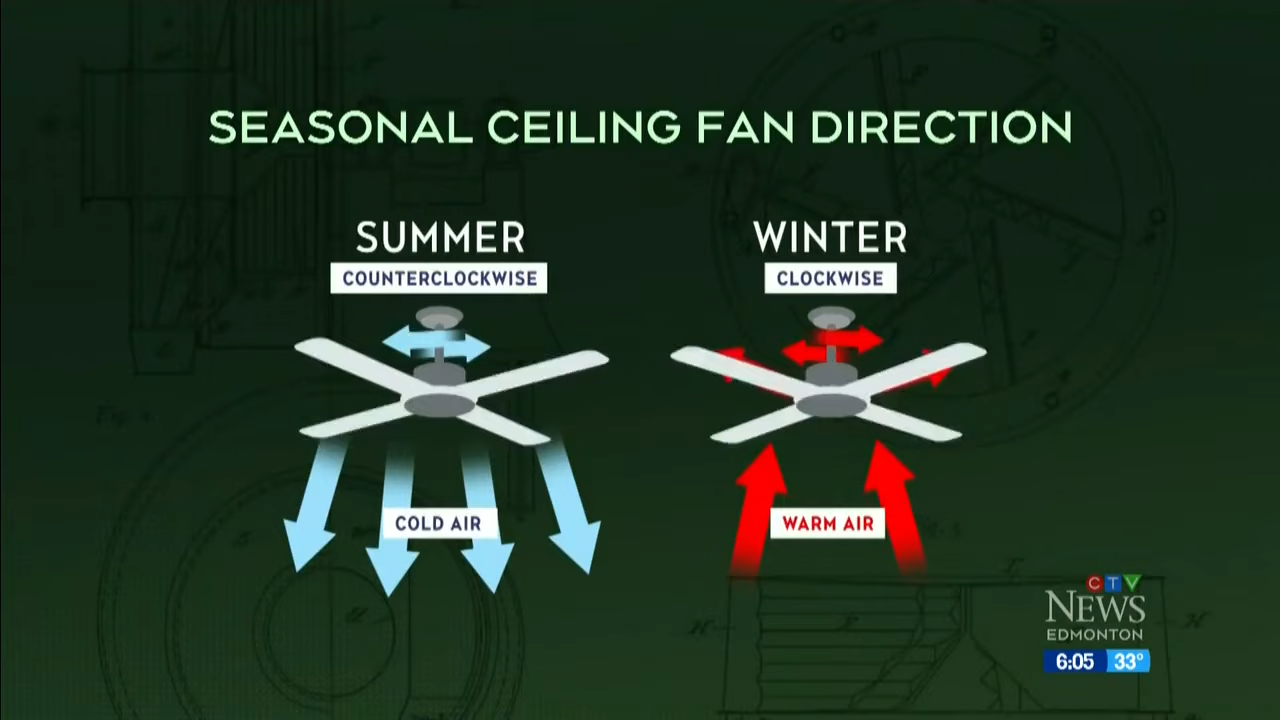 SEASONAL CEILING FAN DIRECTION
SUMMER
COUNTERCLOCKWISE
WINTER
CLOCKWISE
COLD AIR
WARM AIR
CTV
NEWS
EDMONTON
6:05 33°